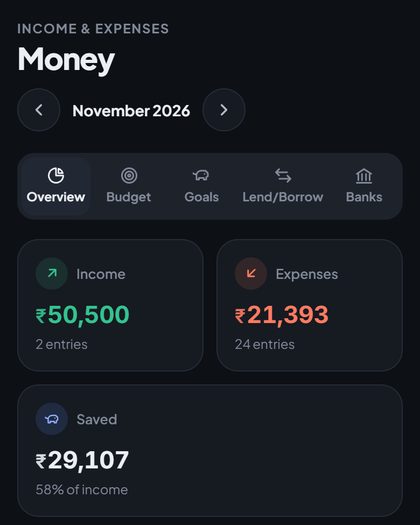 INCOME & EXPENSES
Money
November 2026
Overview
Budget
Goals
Lend/Borrow
Banks
Income
₹50,500
2 entries
Expenses
₹21,393
24 entries
Saved
₹29,107
58% of income